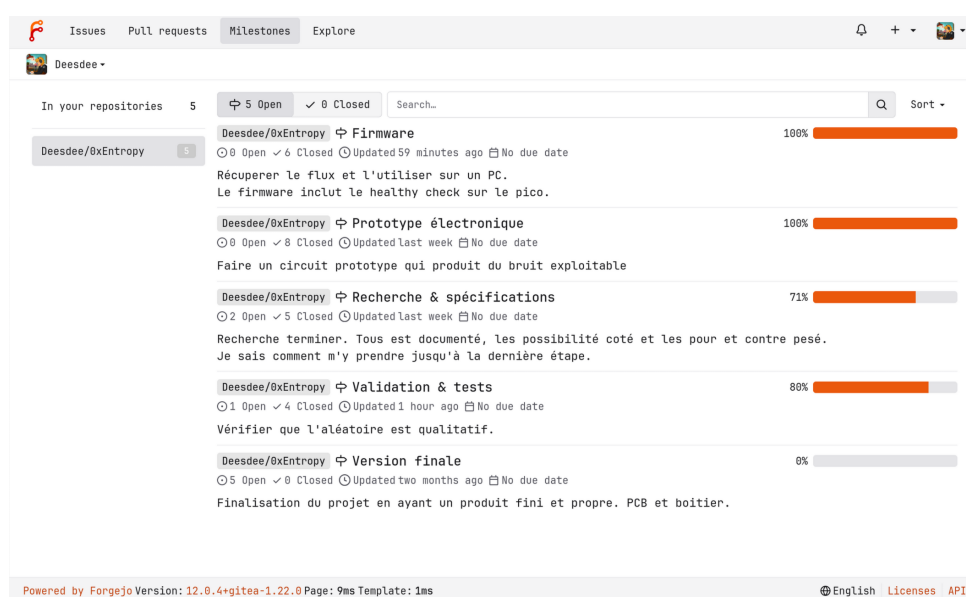 Issues Pull requests Milestones Explore
Deesdee
In your repositories 5
Deesdee/0xEntropy 5
5 Open 0 Closed Search… Sort
Deesdee/0xEntropy Firmware 100%
0 Open 6 Closed Updated 59 minutes ago No due date
Récuperer le flux et l'utiliser sur un PC.
Le firmware inclut le healthy check sur le pico.
Deesdee/0xEntropy Prototype électronique 100%
0 Open 8 Closed Updated last week No due date
Faire un circuit prototype qui produit du bruit exploitable
Deesdee/0xEntropy Recherche & spécifications 71%
2 Open 5 Closed Updated last week No due date
Recherche terminer. Tous est documenté, les possibilité coté et les pour et contre pesé.
Je sais comment m'y prendre jusqu'à la dernière étape.
Deesdee/0xEntropy Validation & tests 80%
1 Open 4 Closed Updated 1 hour ago No due date
Vérifier que l'aléatoire est qualitatif.
Deesdee/0xEntropy Version finale 0%
5 Open 0 Closed Updated two months ago No due date
Finalisation du projet en ayant un produit fini et propre. PCB et boitier.
Powered by Forgejo Version: 12.0.4+gitea-1.22.0 Page: 9ms Template: 1ms English Licenses API